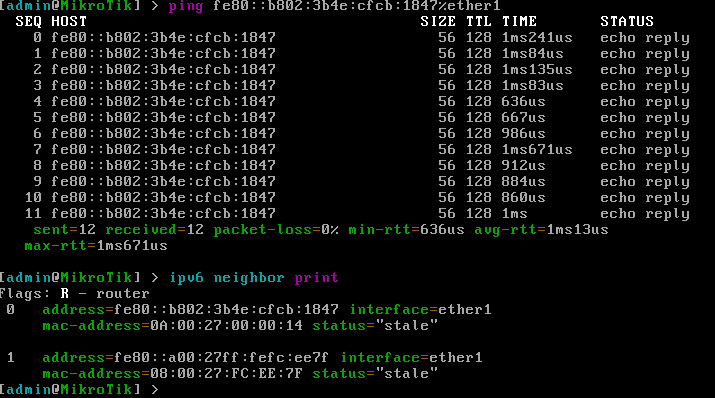 [admin@MikroTik] > ping fe80::b802:3b4e:cfcb:1847%ether1
SEQ HOST SIZE TTL TIME STATUS
0 fe80::b802:3b4e:cfcb:1847 56 128 1ms241us echo reply
1 fe80::b802:3b4e:cfcb:1847 56 128 1ms84us echo reply
2 fe80::b802:3b4e:cfcb:1847 56 128 1ms135us echo reply
3 fe80::b802:3b4e:cfcb:1847 56 128 1ms83us echo reply
4 fe80::b802:3b4e:cfcb:1847 56 128 636us echo reply
5 fe80::b802:3b4e:cfcb:1847 56 128 667us echo reply
6 fe80::b802:3b4e:cfcb:1847 56 128 986us echo reply
7 fe80::b802:3b4e:cfcb:1847 56 128 1ms671us echo reply
8 fe80::b802:3b4e:cfcb:1847 56 128 912us echo reply
9 fe80::b802:3b4e:cfcb:1847 56 128 884us echo reply
10 fe80::b802:3b4e:cfcb:1847 56 128 860us echo reply
11 fe80::b802:3b4e:cfcb:1847 56 128 1ms echo reply
sent=12 received=12 packet-loss=0% min-rtt=636us avg-rtt=1ms13us
max-rtt=1ms671us
[admin@MikroTik] > ipv6 neighbor print
Flags: R - router
0 address=fe80::b802:3b4e:cfcb:1847 interface=ether1
mac-address=0A:00:27:00:00:14 status="stale"
1 address=fe80::a00:27ff:fefc:ee7f interface=ether1
mac-address=08:00:27:FC:EE:7F status="stale"
[admin@MikroTik] >